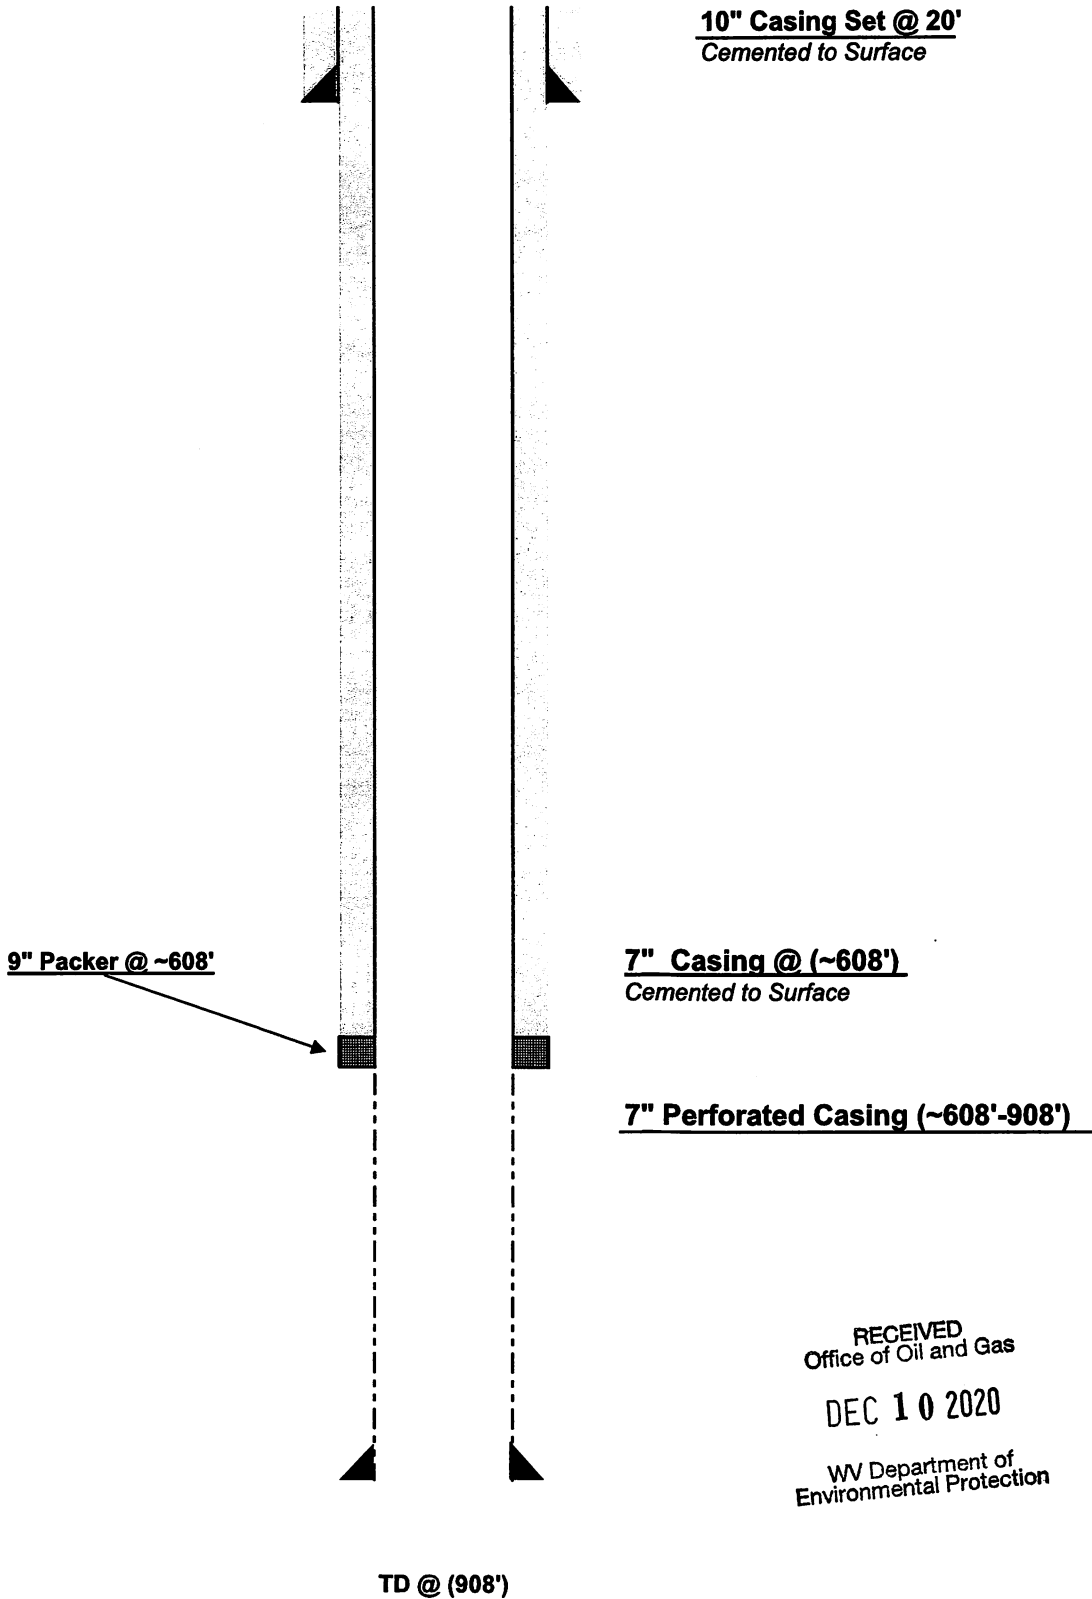 10" Casing Set @ 20'
Cemented to Surface
9" Packer @ ~608'
7" Casing @ (~608')
Cemented to Surface
7" Perforated Casing (~608'-908')
RECEIVED
Office of Oil and Gas
DEC 10 2020
WV Department of
Environmental Protection
TD @ (908')